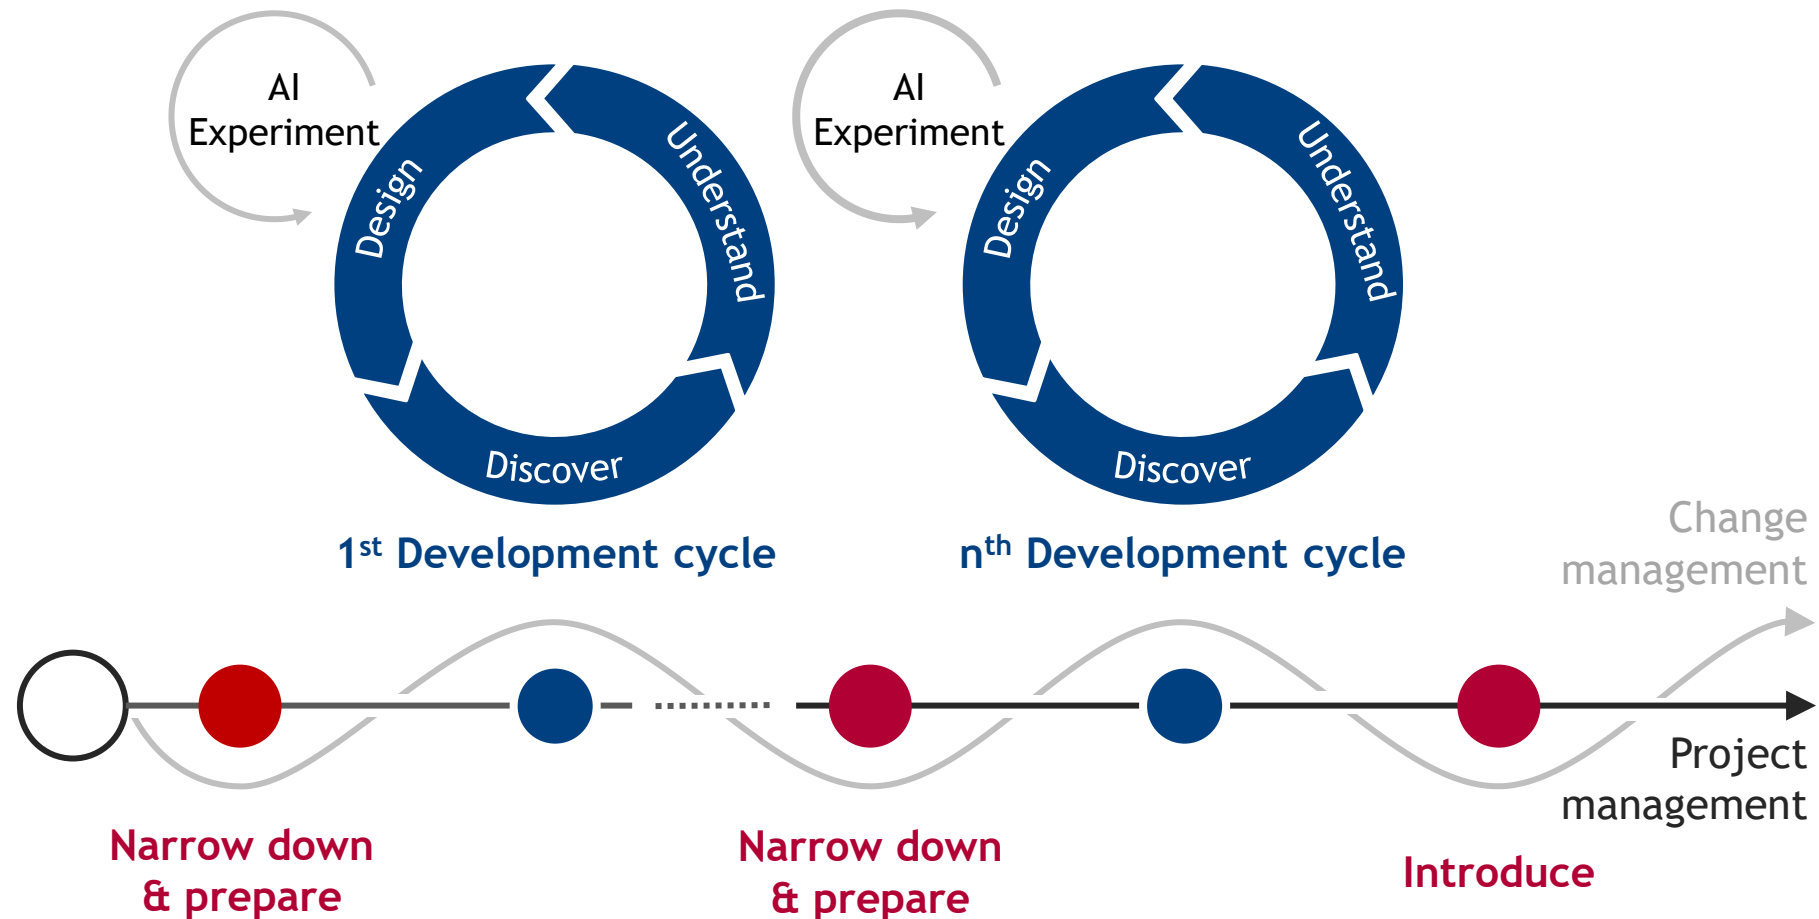 AI
Experiment
Design
Understand
Discover
1st Development cycle
AI
Experiment
Design
Understand
Discover
nth Development cycle
Change
management
Project
management
Narrow down
& prepare
Narrow down
& prepare
Introduce